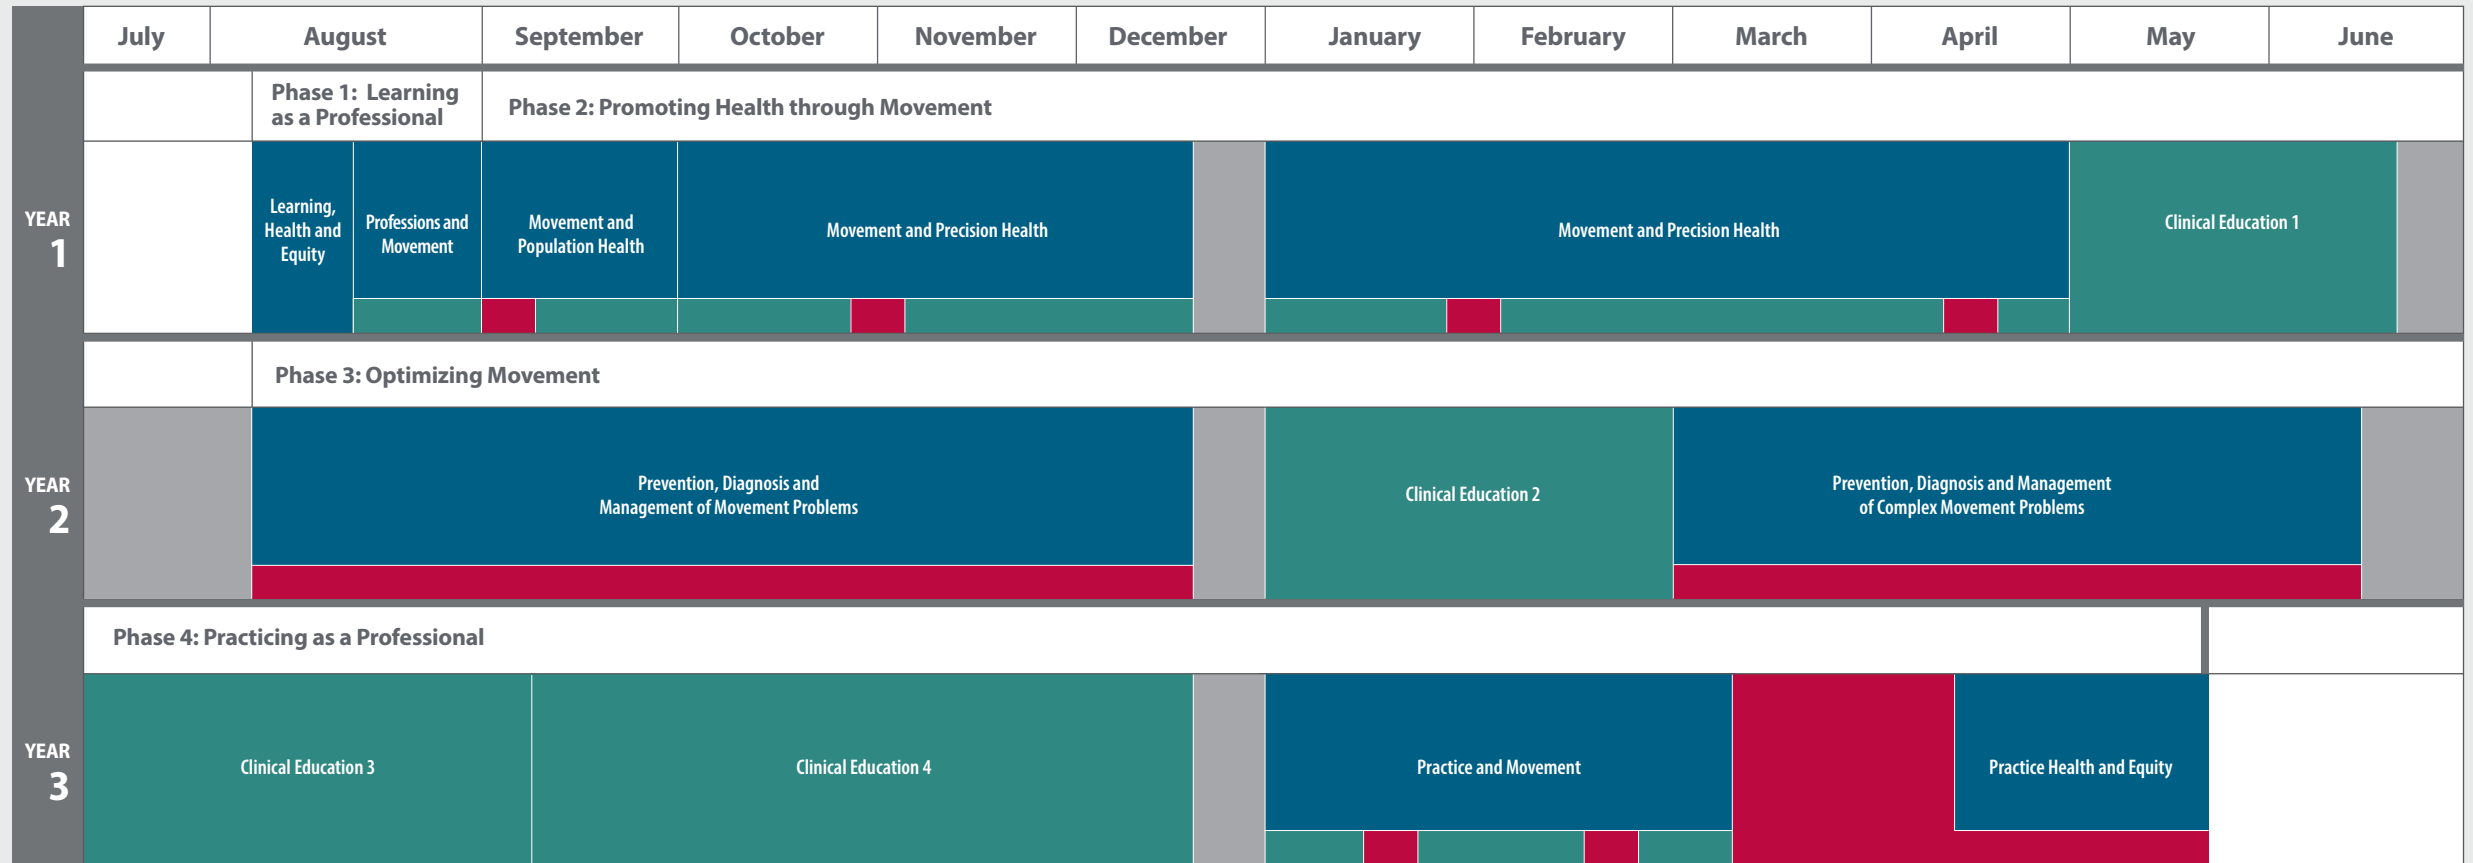 July August September October November December January February March April May June
Phase 1: Learning
as a Professional
Phase 2: Promoting Health through Movement
YEAR
1
Learning,
Health and
Equity
Professions and
Movement
Movement and
Population Health
Movement and Precision Health
Movement and Precision Health
Clinical Education 1
Phase 3: Optimizing Movement
YEAR
2
Prevention, Diagnosis and
Management of Movement Problems
Clinical Education 2
Prevention, Diagnosis and Management
of Complex Movement Problems
Phase 4: Practicing as a Professional
YEAR
3
Clinical Education 3
Clinical Education 4
Practice and Movement
Practice Health and Equity